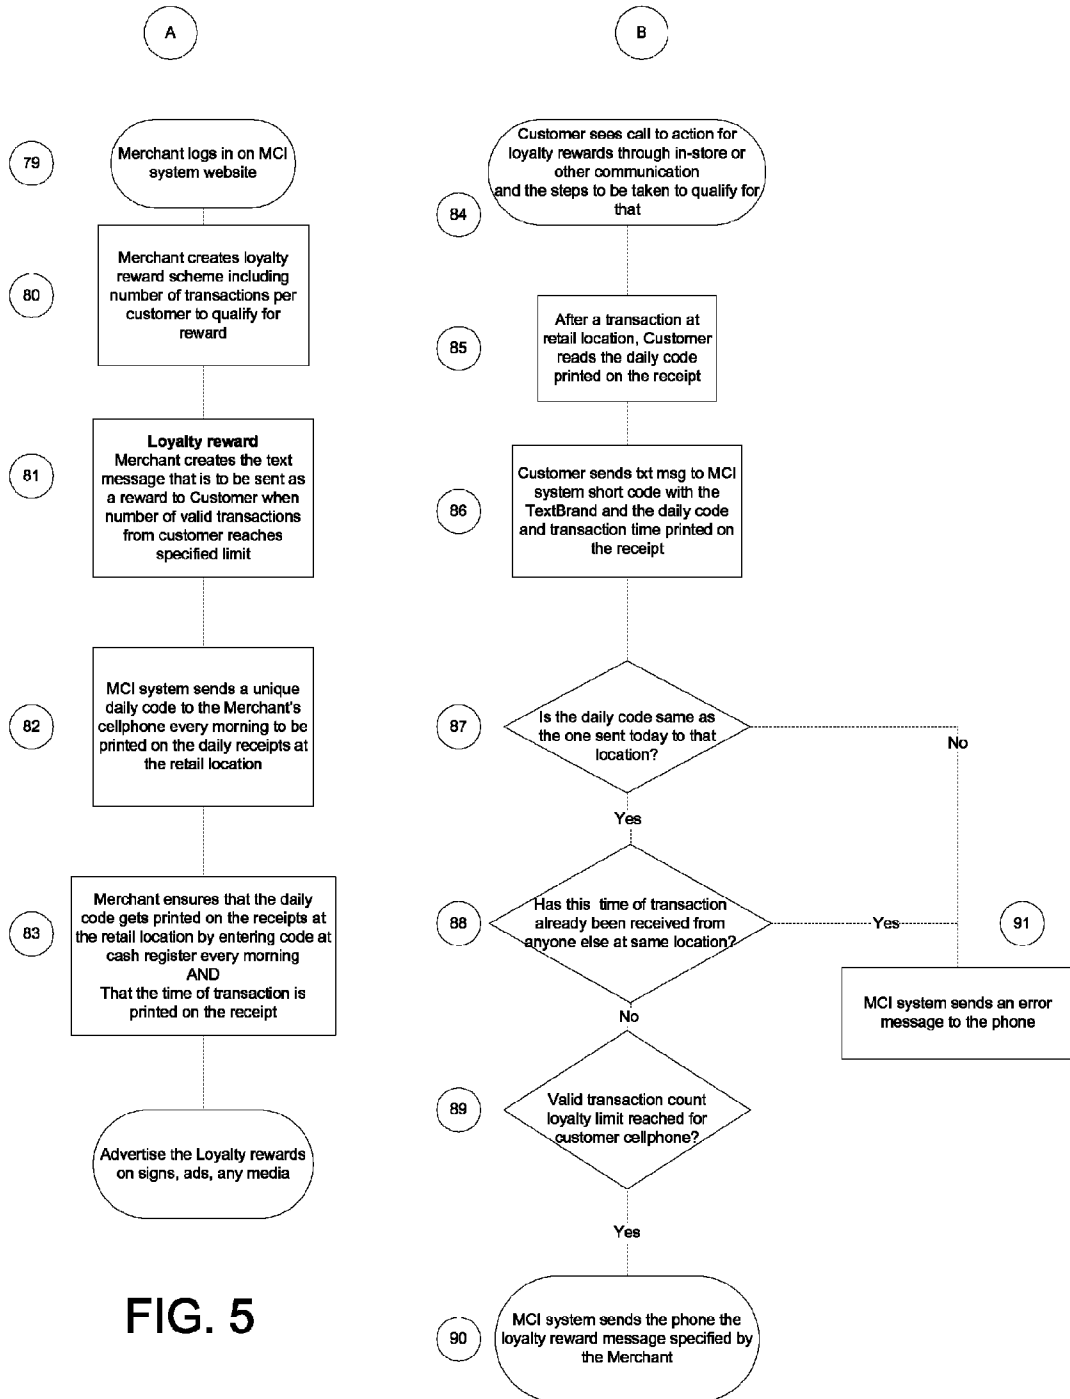 A
79
Merchant logs in on MCI
system website
80
Merchant creates loyalty
reward scheme including
number of transactions per
customer to qualify for
reward
81
Loyalty reward
Merchant creates the text
message that is to be sent as
a reward to Customer when
number of valid transactions
from customer reaches
specified limit
82
MCI system sends a unique
daily code to the Merchant's
cellphone every morning to be
printed on the daily receipts at
the retail location
83
Merchant ensures that the daily
code gets printed on the receipts at
the retail location by entering code at
cash register every morning
AND
That the time of transaction is
printed on the receipt
Advertise the Loyalty rewards
on signs, ads, any media
FIG. 5
B
84
Customer sees call to action for
loyalty rewards through in-store or
other communication
and the steps to be taken to qualify for
that
85
After a transaction at
retail location, Customer
reads the daily code
printed on the receipt
86
Customer sends txt msg to MCI
system short code with the
TextBrand and the daily code
and transaction time printed on
the receipt
87
Is the daily code same as
the one sent today to that
location?
No
Yes
88
Has this time of transaction
already been received from
anyone else at same location?
Yes
91
MCI system sends an error
message to the phone
No
89
Valid transaction count
loyalty limit reached for
customer cellphone?
Yes
90
MCI system sends the phone the
loyalty reward message specified by
the Merchant